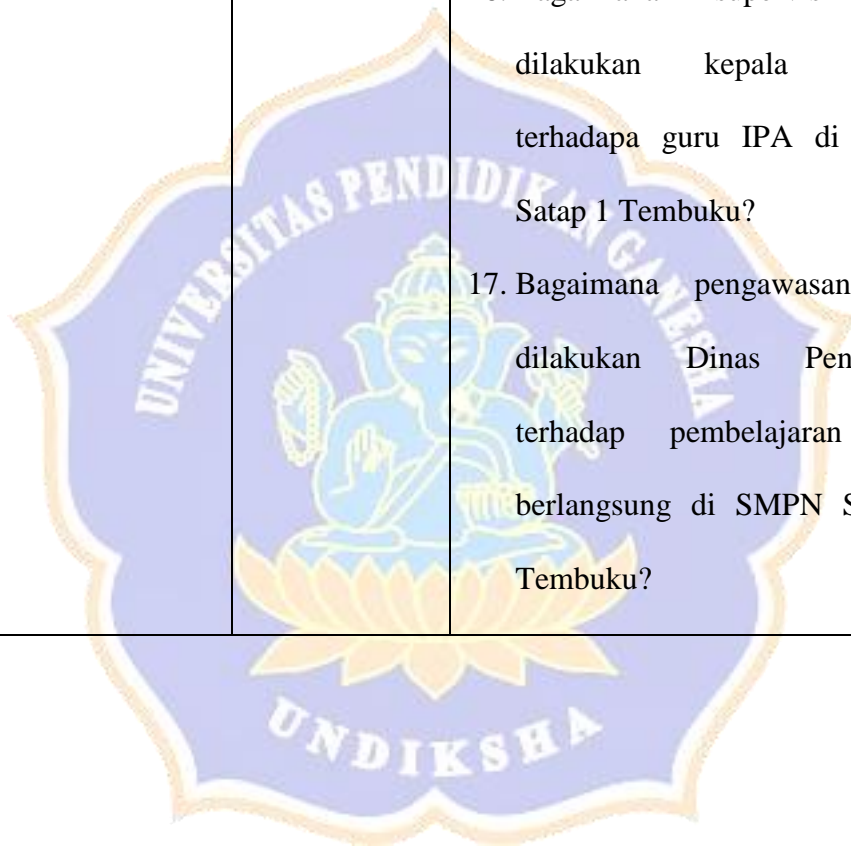 dilakukan kepala
terhadapa guru IPA di
Satap 1 Tembuku?
17. Bagaimana pengawasan
dilakukan Dinas Pen
terhadap pembelajaran
berlangsung di SMPN S
Tembuku?
UNIVERSITAS PENDIDIKAN GANESHA
UNDIKSHA